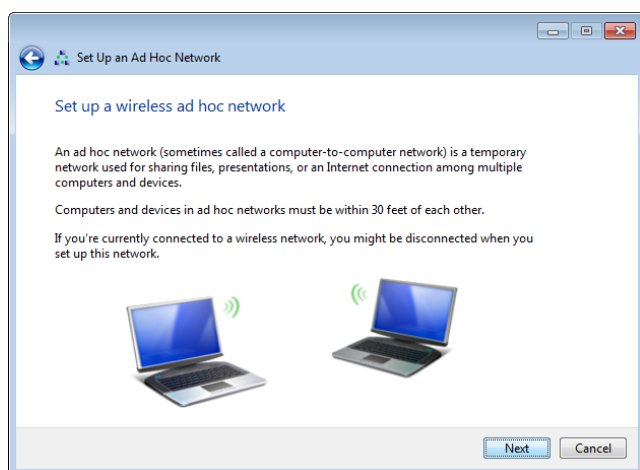 Set Up an Ad Hoc Network
Set up a wireless ad hoc network
An ad hoc network (sometimes called a computer-to-computer network) is a temporary
network used for sharing files, presentations, or an Internet connection among multiple
computers and devices.
Computers and devices in ad hoc networks must be within 30 feet of each other.
If you're currently connected to a wireless network, you might be disconnected when you
set up this network.
Next Cancel